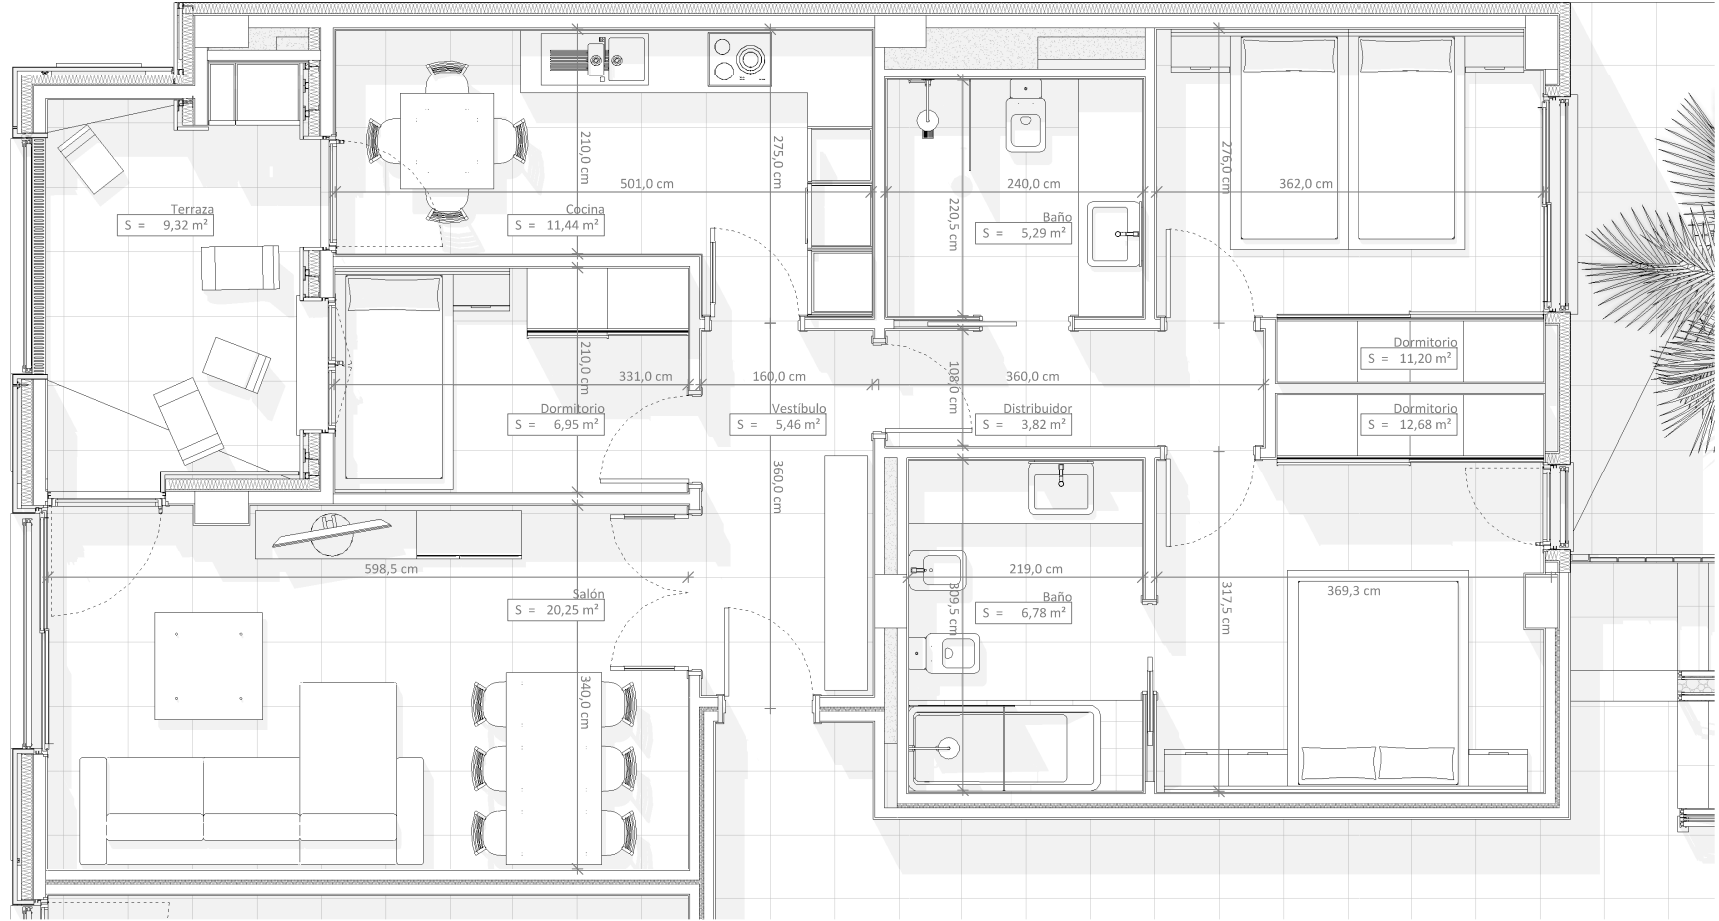 Terraza
S = 9,32 m²
210,0 cm
501,0 cm
Cocina
S = 11,44 m²
275,0 cm
240,0 cm
220,5 cm
Baño
S = 5,29 m²
276,0 cm
362,0 cm
210,0 cm
331,0 cm
Dormitorio
S = 6,95 m²
160,0 cm
Vestíbulo
S = 5,46 m²
360,0 cm
108,0 cm
360,0 cm
Distribuidor
S = 3,82 m²
Dormitorio
S = 11,20 m²
Dormitorio
S = 12,68 m²
598,5 cm
Salón
S = 20,25 m²
340,0 cm
219,0 cm
309,5 cm
Baño
S = 6,78 m²
317,5 cm
369,3 cm